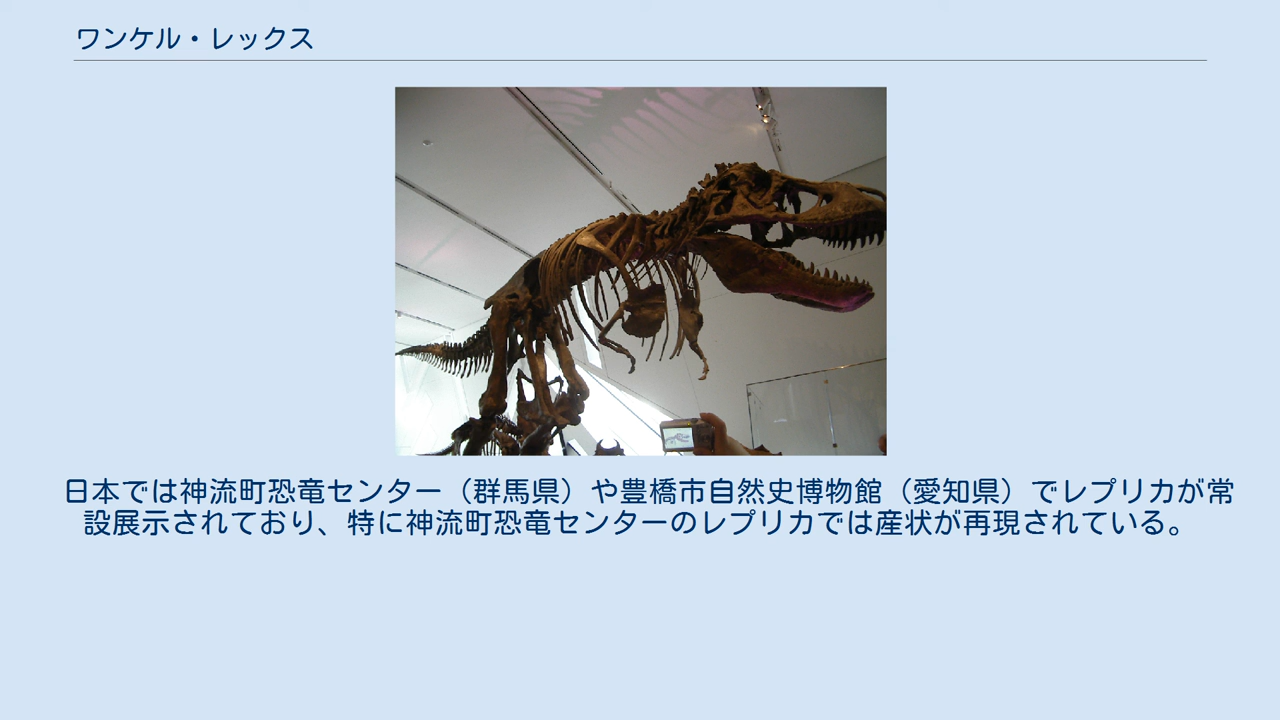 ワンケル・レックス
日本では神流町恐竜センター（群馬県）や豊橋市自然史博物館（愛知県）でレプリカが常
設展示されており、特に神流町恐竜センターのレプリカでは産状が再現されている。